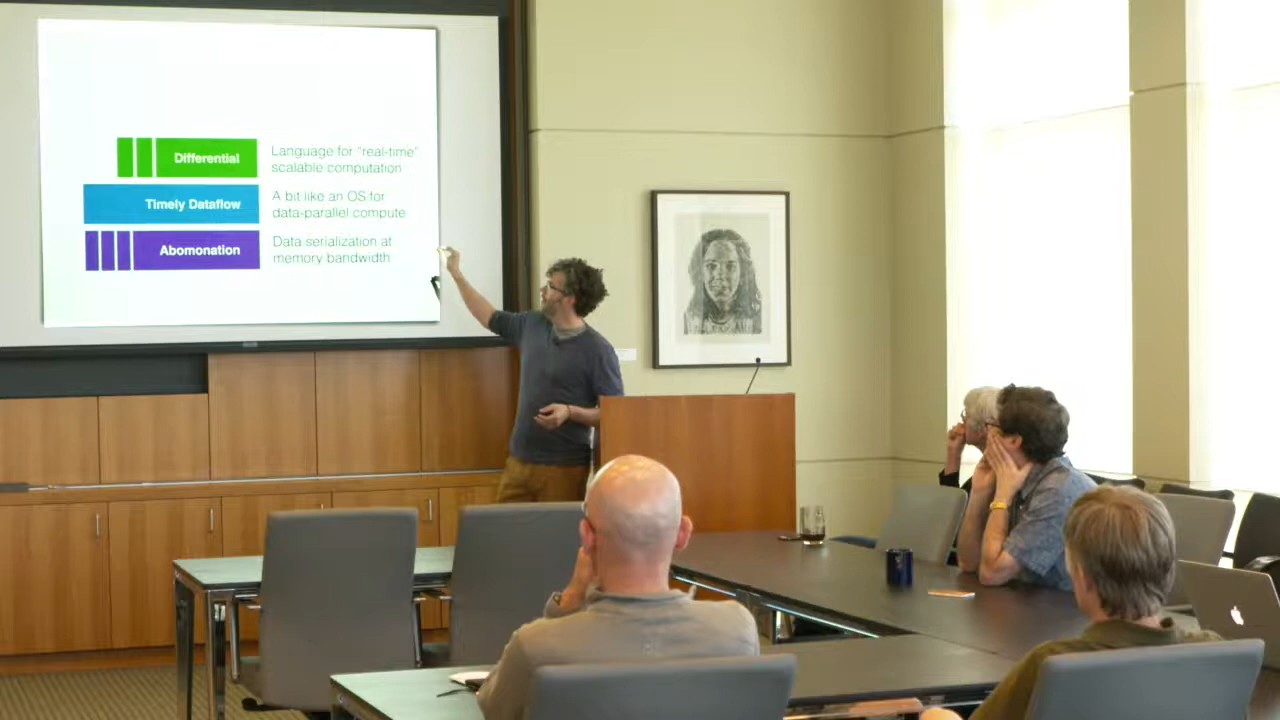 Differential
Language for "real-time"
scalable computation
Timely Dataflow
A bit like an OS for
data-parallel compute
Abomonation
Data serialization at
memory bandwidth